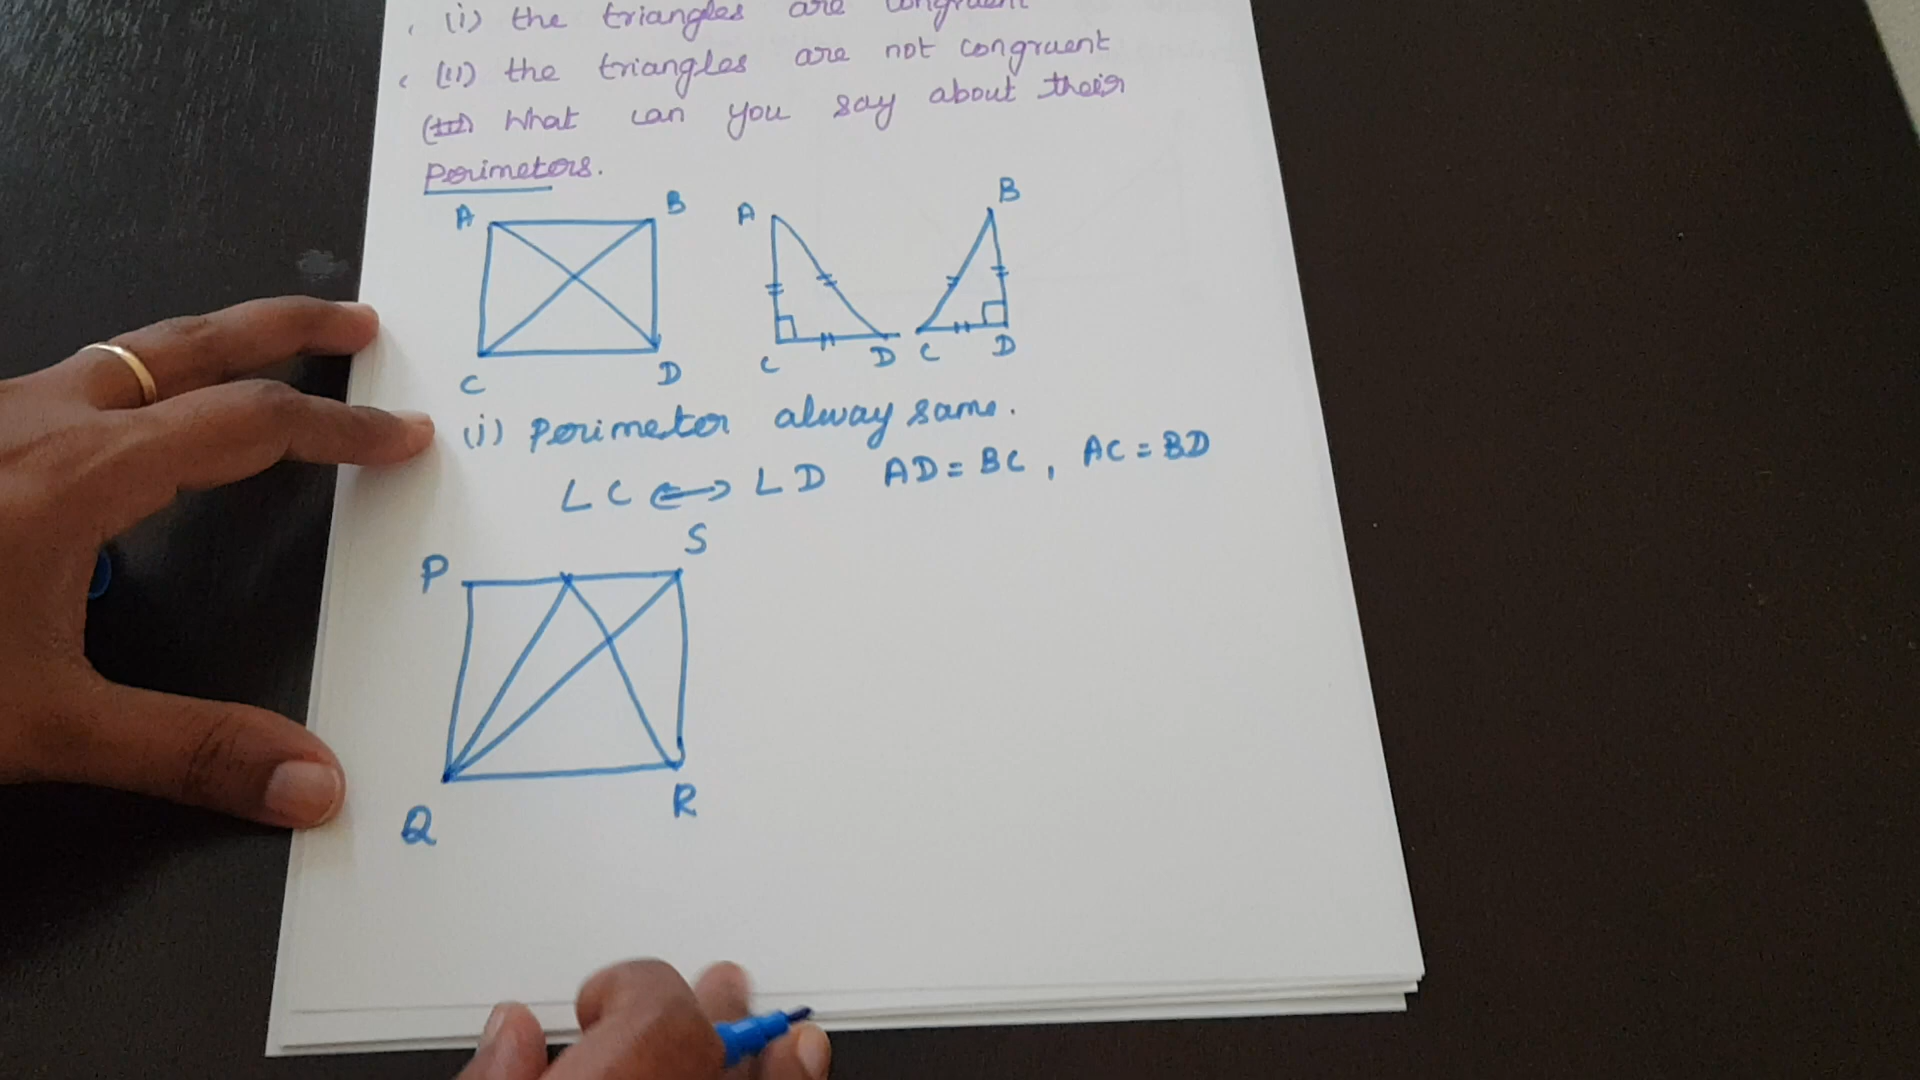 (i) the triangles are congruent
(ii) the triangles are not congruent
(iii) What can you say about their
Perimeters.
A B A B
C D C D C D
(i) Perimeter alway same.
∟C ⟷ ∟D AD = BC, AC = BD
P S
Q R